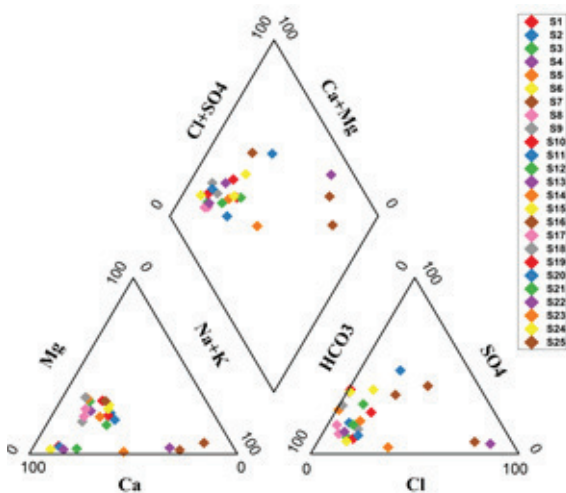 100 100
Cl+SO4
Ca+Mg
0 0
100 0
Mg
Na+K
100 0
Ca
0 100
HCO3
SO4
100 0
Cl
0 100
0 100
S1
S2
S3
S4
S5
S6
S7
S8
S9
S10
S11
S12
S13
S14
S15
S16
S17
S18
S19
S20
S21
S22
S23
S24
S25